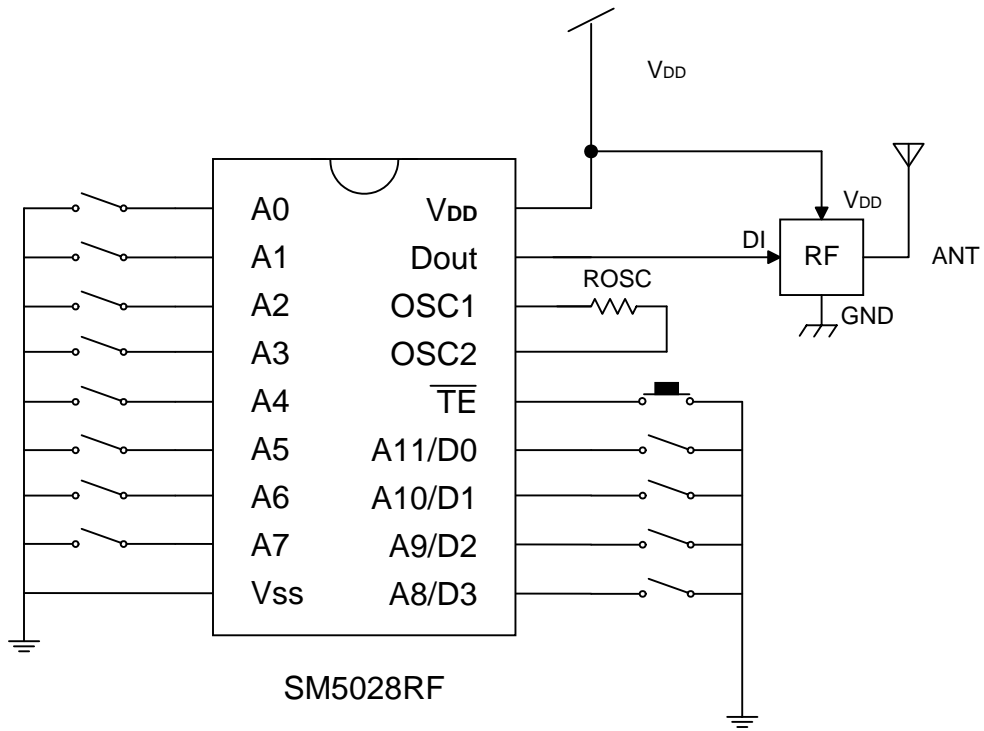 VDD
A0
A1
A2
A3
A4
A5
A6
A7
Vss
VDD
Dout
OSC1
OSC2
TE
A11/D0
A10/D1
A9/D2
A8/D3
ROSC
DI
VDD
RF
GND
ANT
SM5028RF